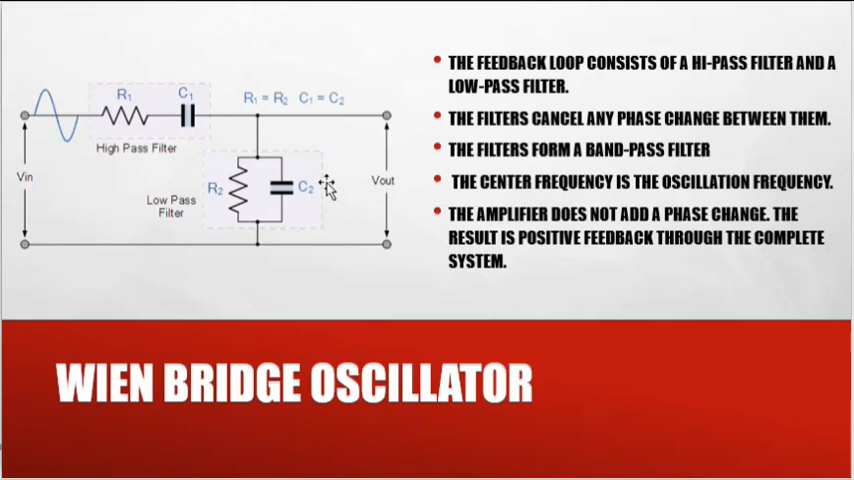 R₁
C₁
R₁ = R₂ C₁ = C₂
High Pass Filter
Vin
R₂
C₂
Vout
Low Pass
Filter
• THE FEEDBACK LOOP CONSISTS OF A HI-PASS FILTER AND A
LOW-PASS FILTER.
• THE FILTERS CANCEL ANY PHASE CHANGE BETWEEN THEM.
• THE FILTERS FORM A BAND-PASS FILTER
• THE CENTER FREQUENCY IS THE OSCILLATION FREQUENCY.
• THE AMPLIFIER DOES NOT ADD A PHASE CHANGE. THE
RESULT IS POSITIVE FEEDBACK THROUGH THE COMPLETE
SYSTEM.
WIEN BRIDGE OSCILLATOR